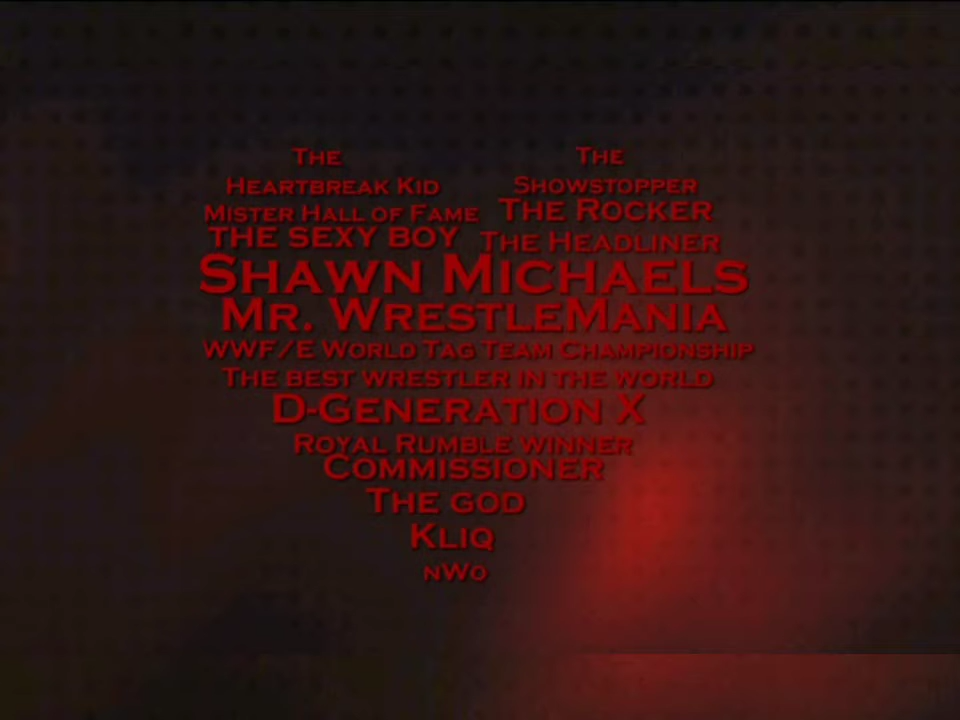 The
Heartbreak Kid
Mister Hall of Fame
THE SEXY BOY
The
Showstopper
The Rocker
The Headliner
Shawn Michaels
Mr. WrestleMania
WWF/E World Tag Team Championship
The best wrestler in the world
D-Generation X
Royal Rumble winner
Commissioner
The god
Kliq
nWo